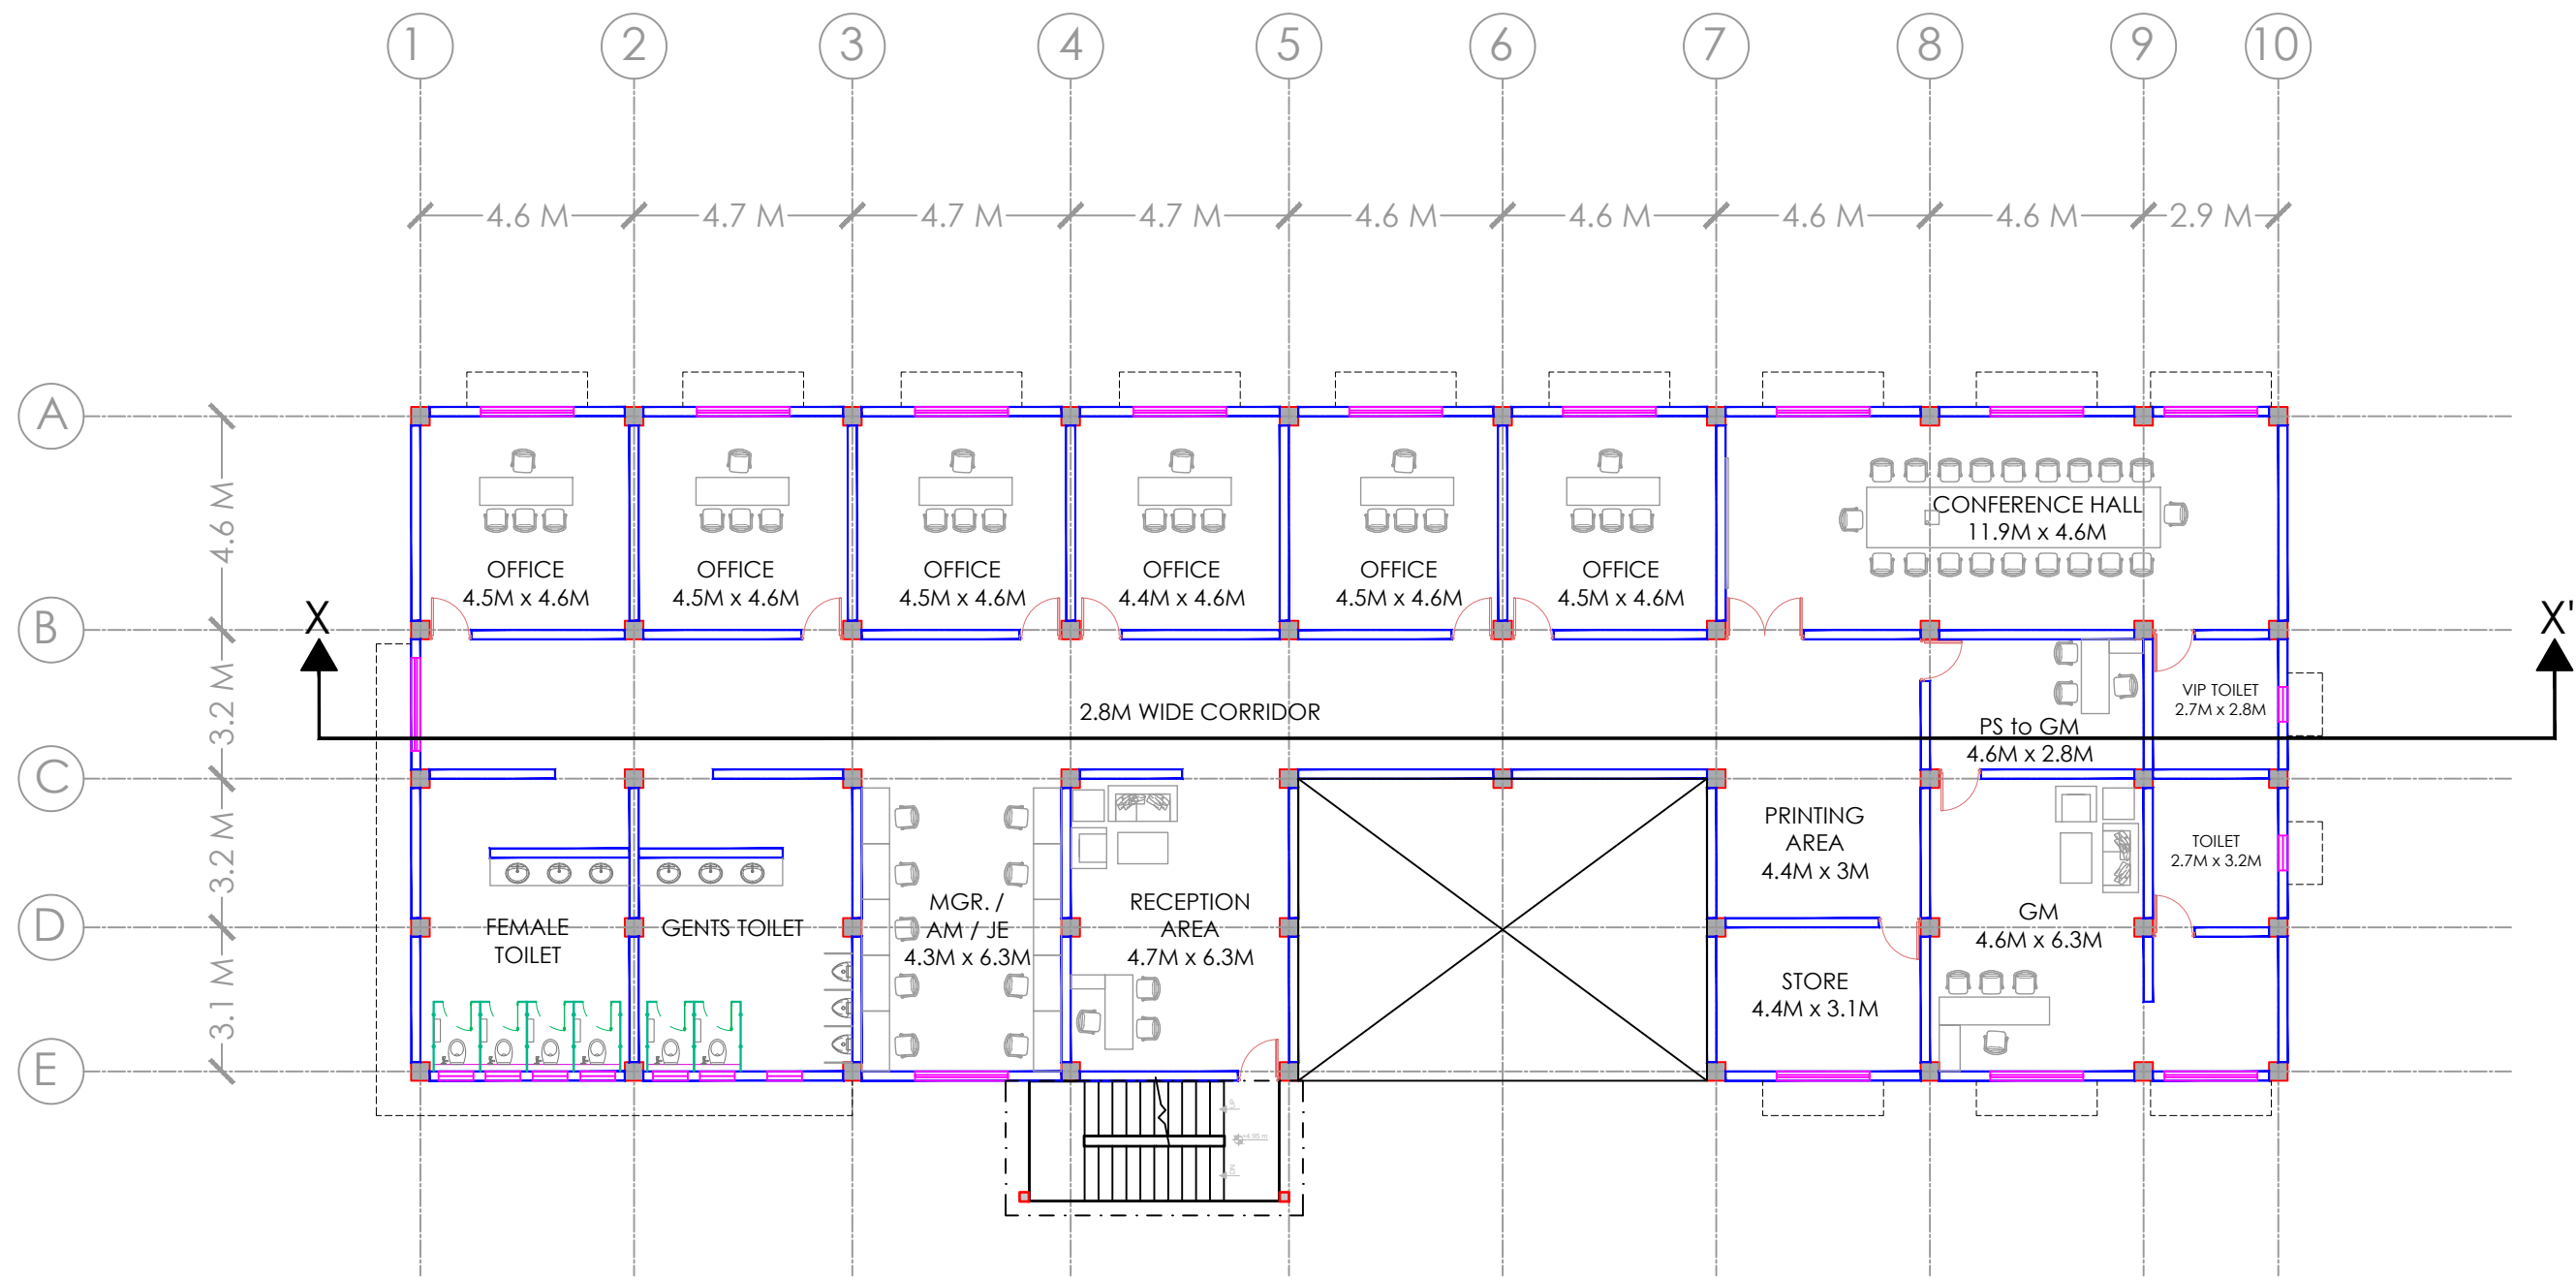 1 2 3 4 5 6 7 8 9 10
4.6 M 4.7 M 4.7 M 4.7 M 4.6 M 4.6 M 4.6 M 4.6 M 2.9 M
A
4.6 M
B
3.2 M
C
3.2 M
D
3.1 M
E
X
X'
OFFICE
4.5M x 4.6M
OFFICE
4.5M x 4.6M
OFFICE
4.5M x 4.6M
OFFICE
4.4M x 4.6M
OFFICE
4.5M x 4.6M
OFFICE
4.5M x 4.6M
CONFERENCE HALL
11.9M x 4.6M
2.8M WIDE CORRIDOR
PS to GM
4.6M x 2.8M
VIP TOILET
2.7M x 2.8M
FEMALE
TOILET
GENTS TOILET
MGR. /
AM / JE
4.3M x 6.3M
RECEPTION
AREA
4.7M x 6.3M
PRINTING
AREA
4.4M x 3M
STORE
4.4M x 3.1M
GM
4.6M x 6.3M
TOILET
2.7M x 3.2M
UP
DN